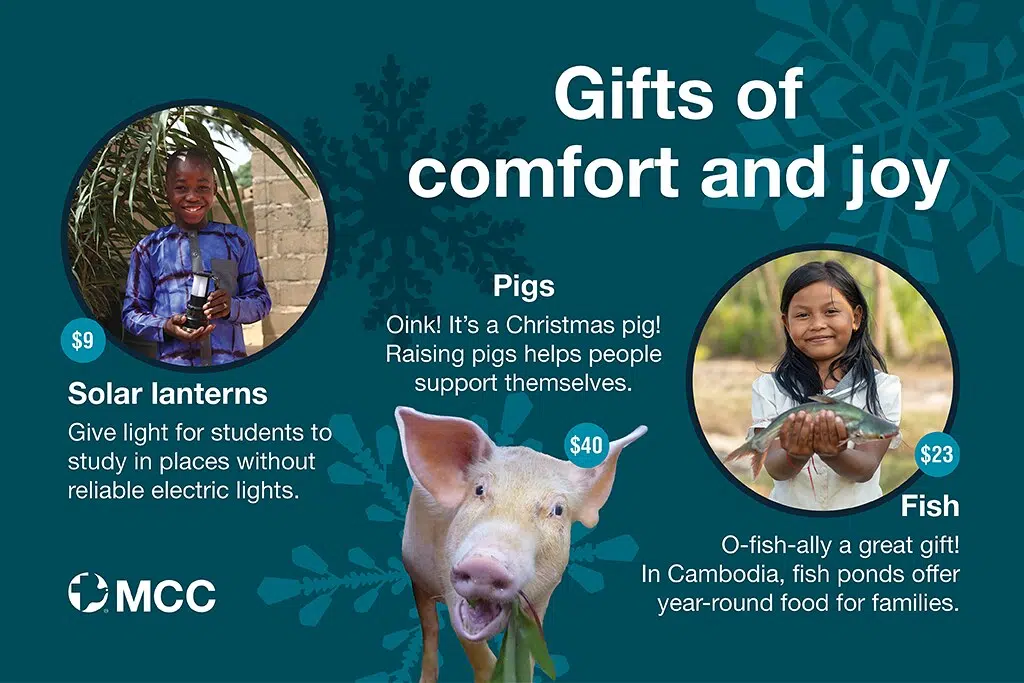 Gifts of
comfort and joy
$9
Solar lanterns
Give light for students to
study in places without
reliable electric lights.
Pigs
Oink! It’s a Christmas pig!
Raising pigs helps people
support themselves.
$40
$23
Fish
O-fish-ally a great gift!
In Cambodia, fish ponds offer
year-round food for families.
MCC